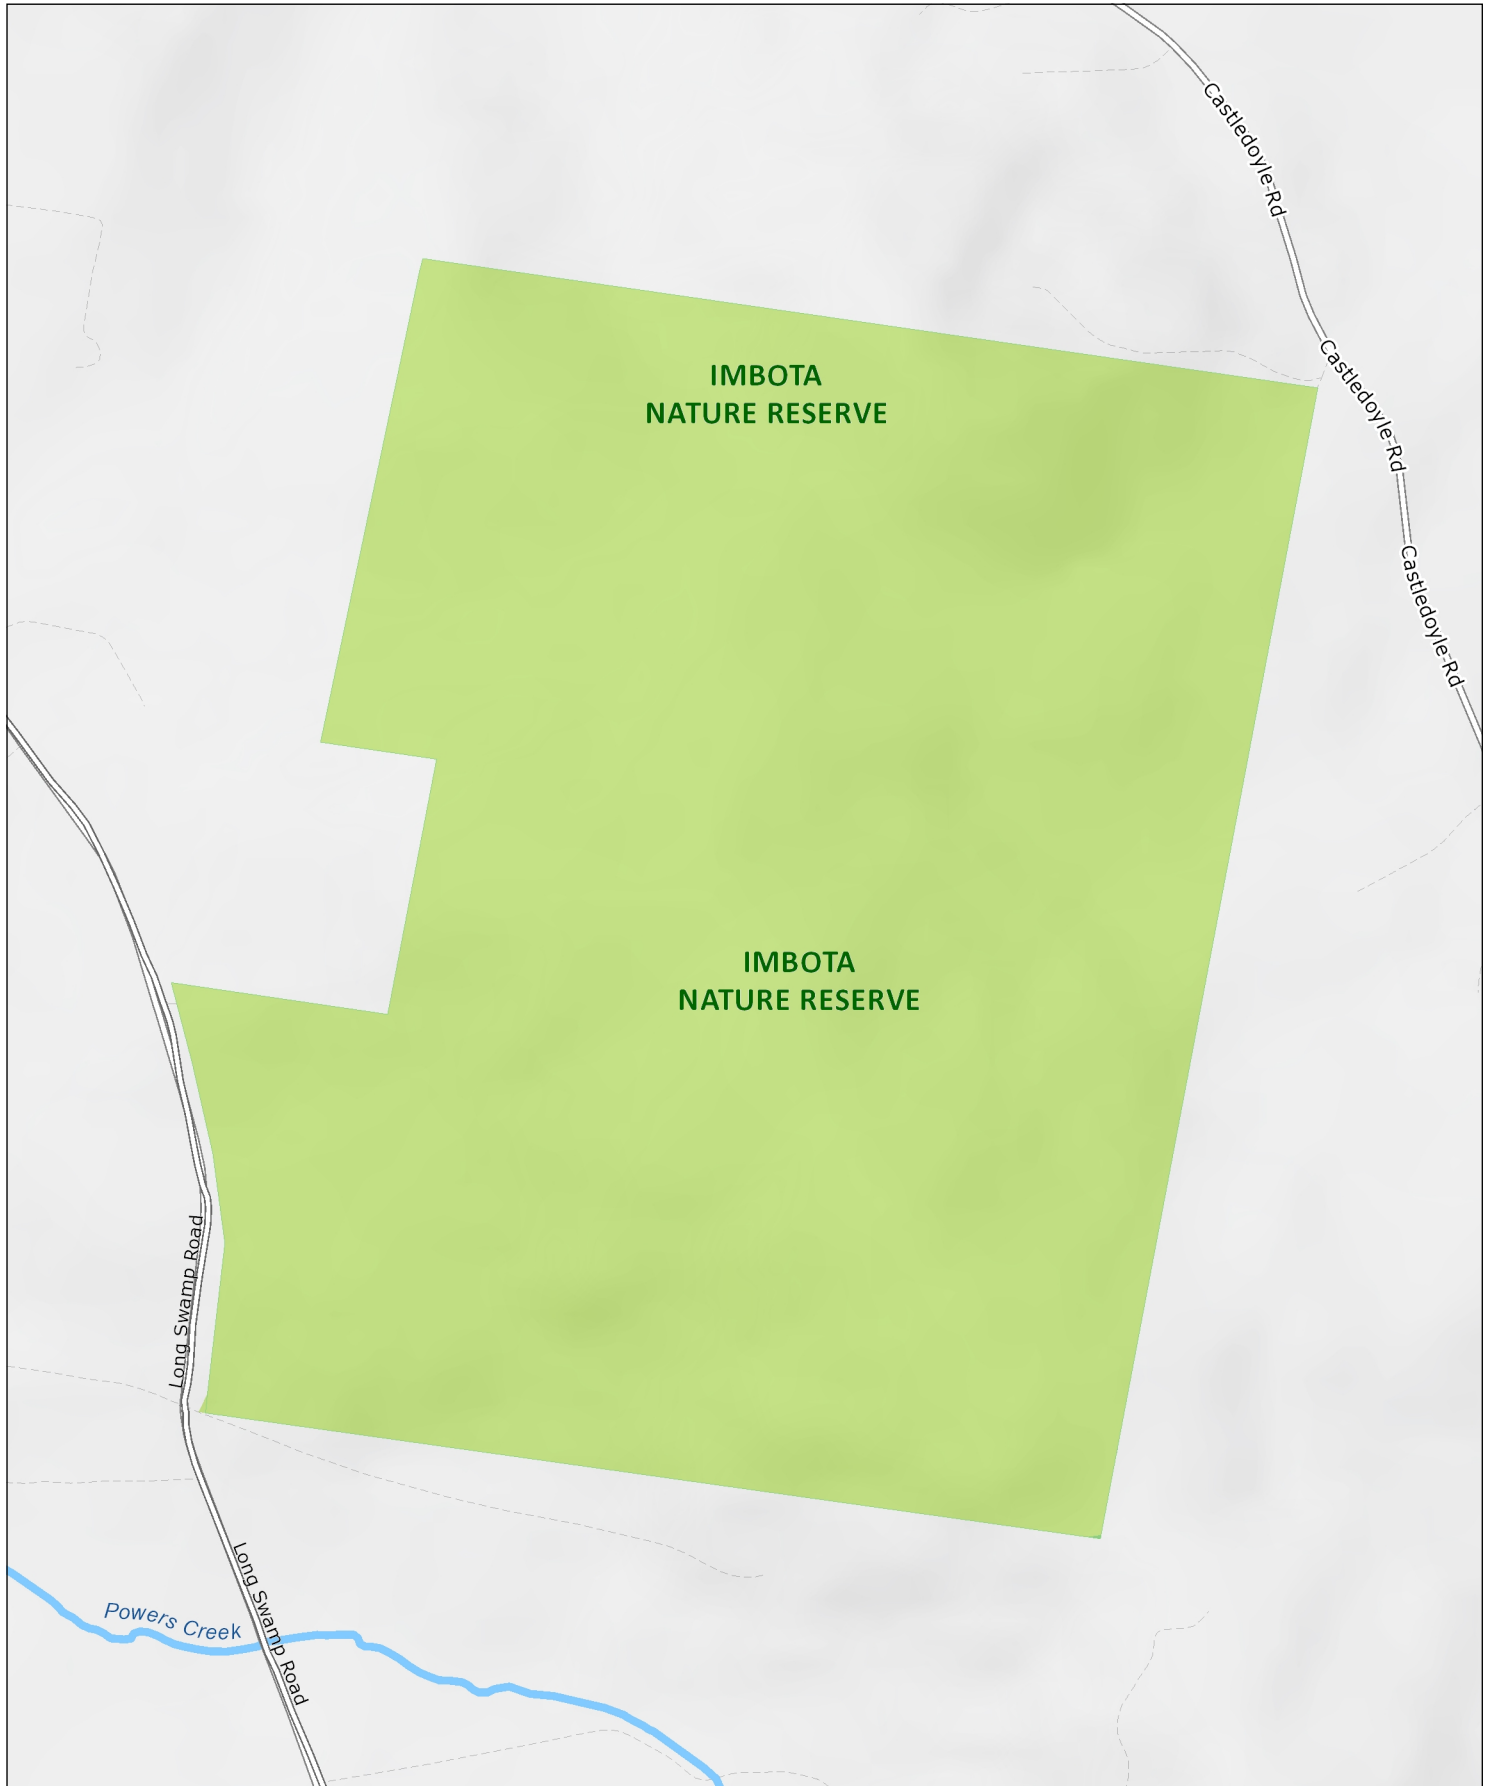 Castledoyle Rd
IMBOTA
NATURE RESERVE
Castledoyle Rd
Castledoyle Rd
IMBOTA
NATURE RESERVE
Long Swamp Road
Long Swamp Road
Powers Creek